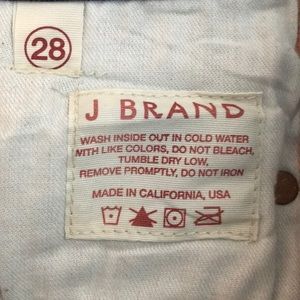 28
J BRAND
WASH INSIDE OUT IN COLD WATER
WITH LIKE COLORS, DO NOT BLEACH,
TUMBLE DRY LOW,
REMOVE PROMPTLY, DO NOT IRON
MADE IN CALIFORNIA, USA